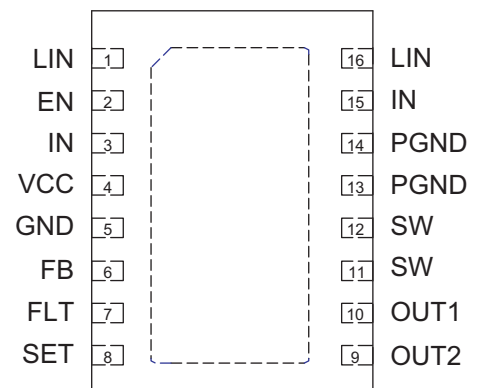 LIN 1 16 LIN
EN 2 15 IN
IN 3 14 PGND
VCC 4 13 PGND
GND 5 12 SW
FB 6 11 SW
FLT 7 10 OUT1
SET 8 9 OUT2